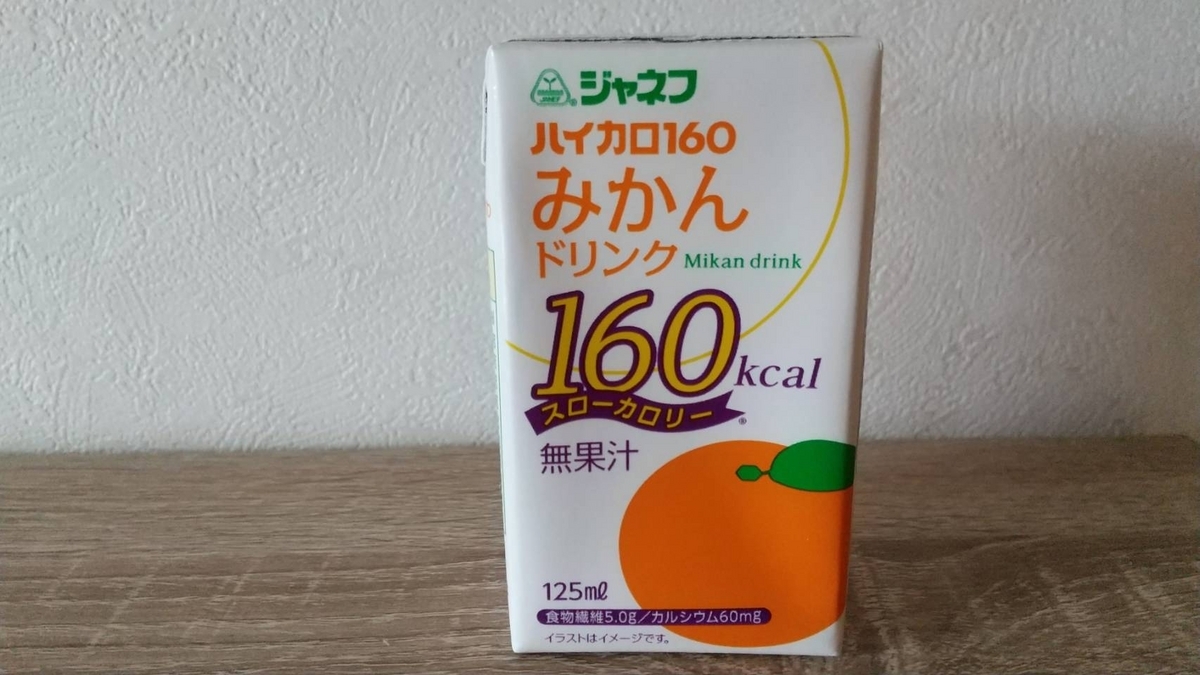 ジャネフ
ハイカロ160
みかん
ドリンク Mikan drink
160kcal
スローカロリー®
無果汁
125ml
食物繊維5.0g/カルシウム60mg
イラストはイメージです。